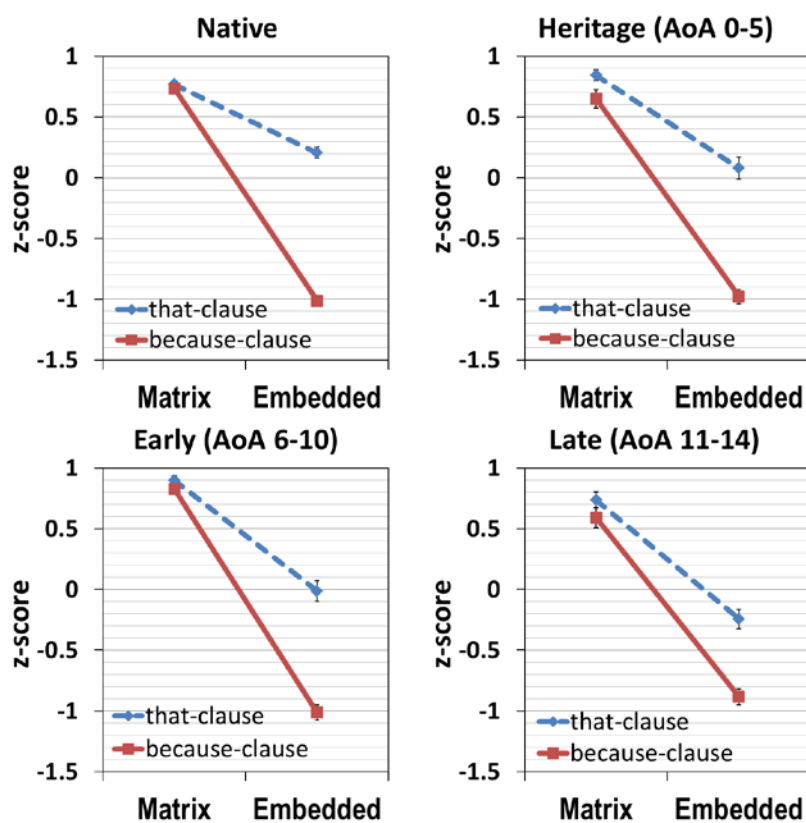 Native
1
0.5
0
-0.5
-1
-1.5
z-score
that-clause
because-clause
Matrix Embedded
Heritage (AoA 0-5)
1
0.5
0
-0.5
-1
-1.5
z-score
that-clause
because-clause
Matrix Embedded
Early (AoA 6-10)
1
0.5
0
-0.5
-1
-1.5
z-score
that-clause
because-clause
Matrix Embedded
Late (AoA 11-14)
1
0.5
0
-0.5
-1
-1.5
z-score
that-clause
because-clause
Matrix Embedded